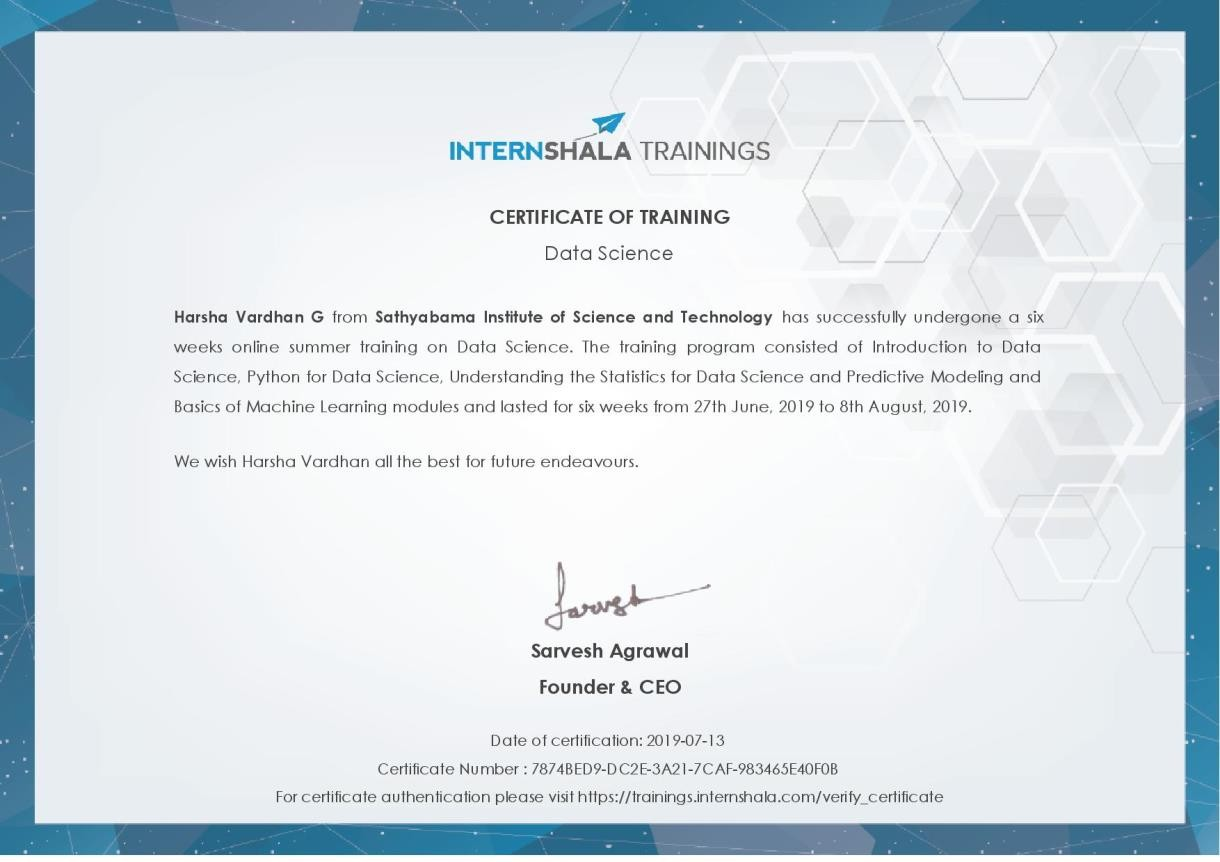 INTERNSHALA TRAININGS
CERTIFICATE OF TRAINING
Data Science
Harsha Vardhan G from Sathyabama Institute of Science and Technology has successfully undergone a six
weeks online summer training on Data Science. The training program consisted of Introduction to Data
Science, Python for Data Science, Understanding the Statistics for Data Science and Predictive Modeling and
Basics of Machine Learning modules and lasted for six weeks from 27th June, 2019 to 8th August, 2019.
We wish Harsha Vardhan all the best for future endeavours.
Sarvesh
Sarvesh Agrawal
Founder & CEO
Date of certification: 2019-07-13
Certificate Number : 7874BED9-DC2E-3A21-7CAF-983465E40F0B
For certificate authentication please visit https://trainings.internshala.com/verify_certificate